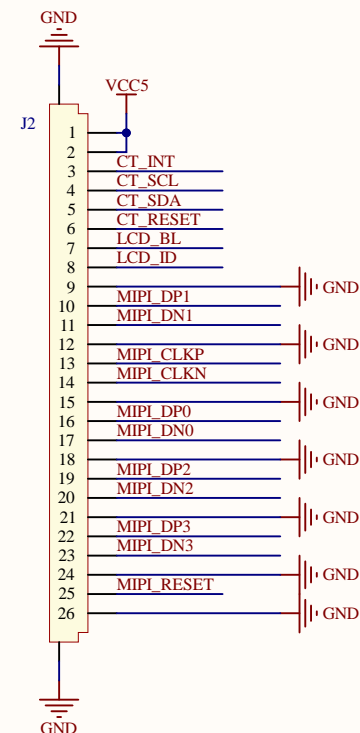 GND
VCC5
J2
1
2
CT_INT
3
CT_SCL
4
CT_SDA
5
CT_RESET
6
LCD_BL
7
LCD_ID
8
9 GND
MIPI_DP1
10
MIPI_DN1
11
12 GND
MIPI_CLKP
13
MIPI_CLKN
14
15 GND
MIPI_DP0
16
MIPI_DN0
17
18 GND
MIPI_DP2
19
MIPI_DN2
20
21 GND
MIPI_DP3
22
MIPI_DN3
23
24 GND
MIPI_RESET
25
26 GND
GND